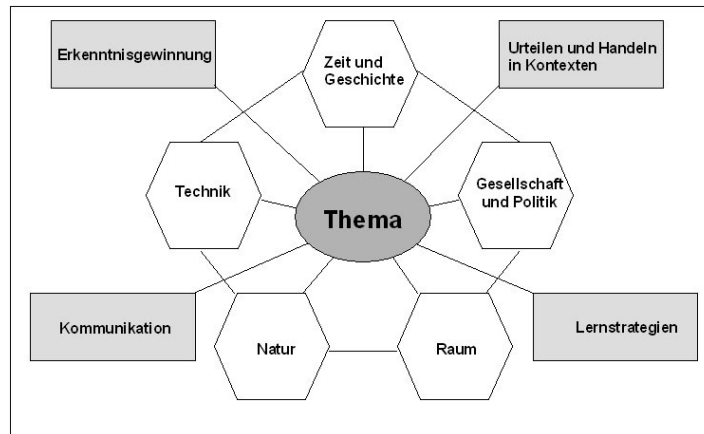 Erkenntnisgewinnung
Zeit und
Geschichte
Urteilen und Handeln
in Kontexten
Technik
Thema
Gesellschaft
und Politik
Kommunikation
Natur
Raum
Lernstrategien